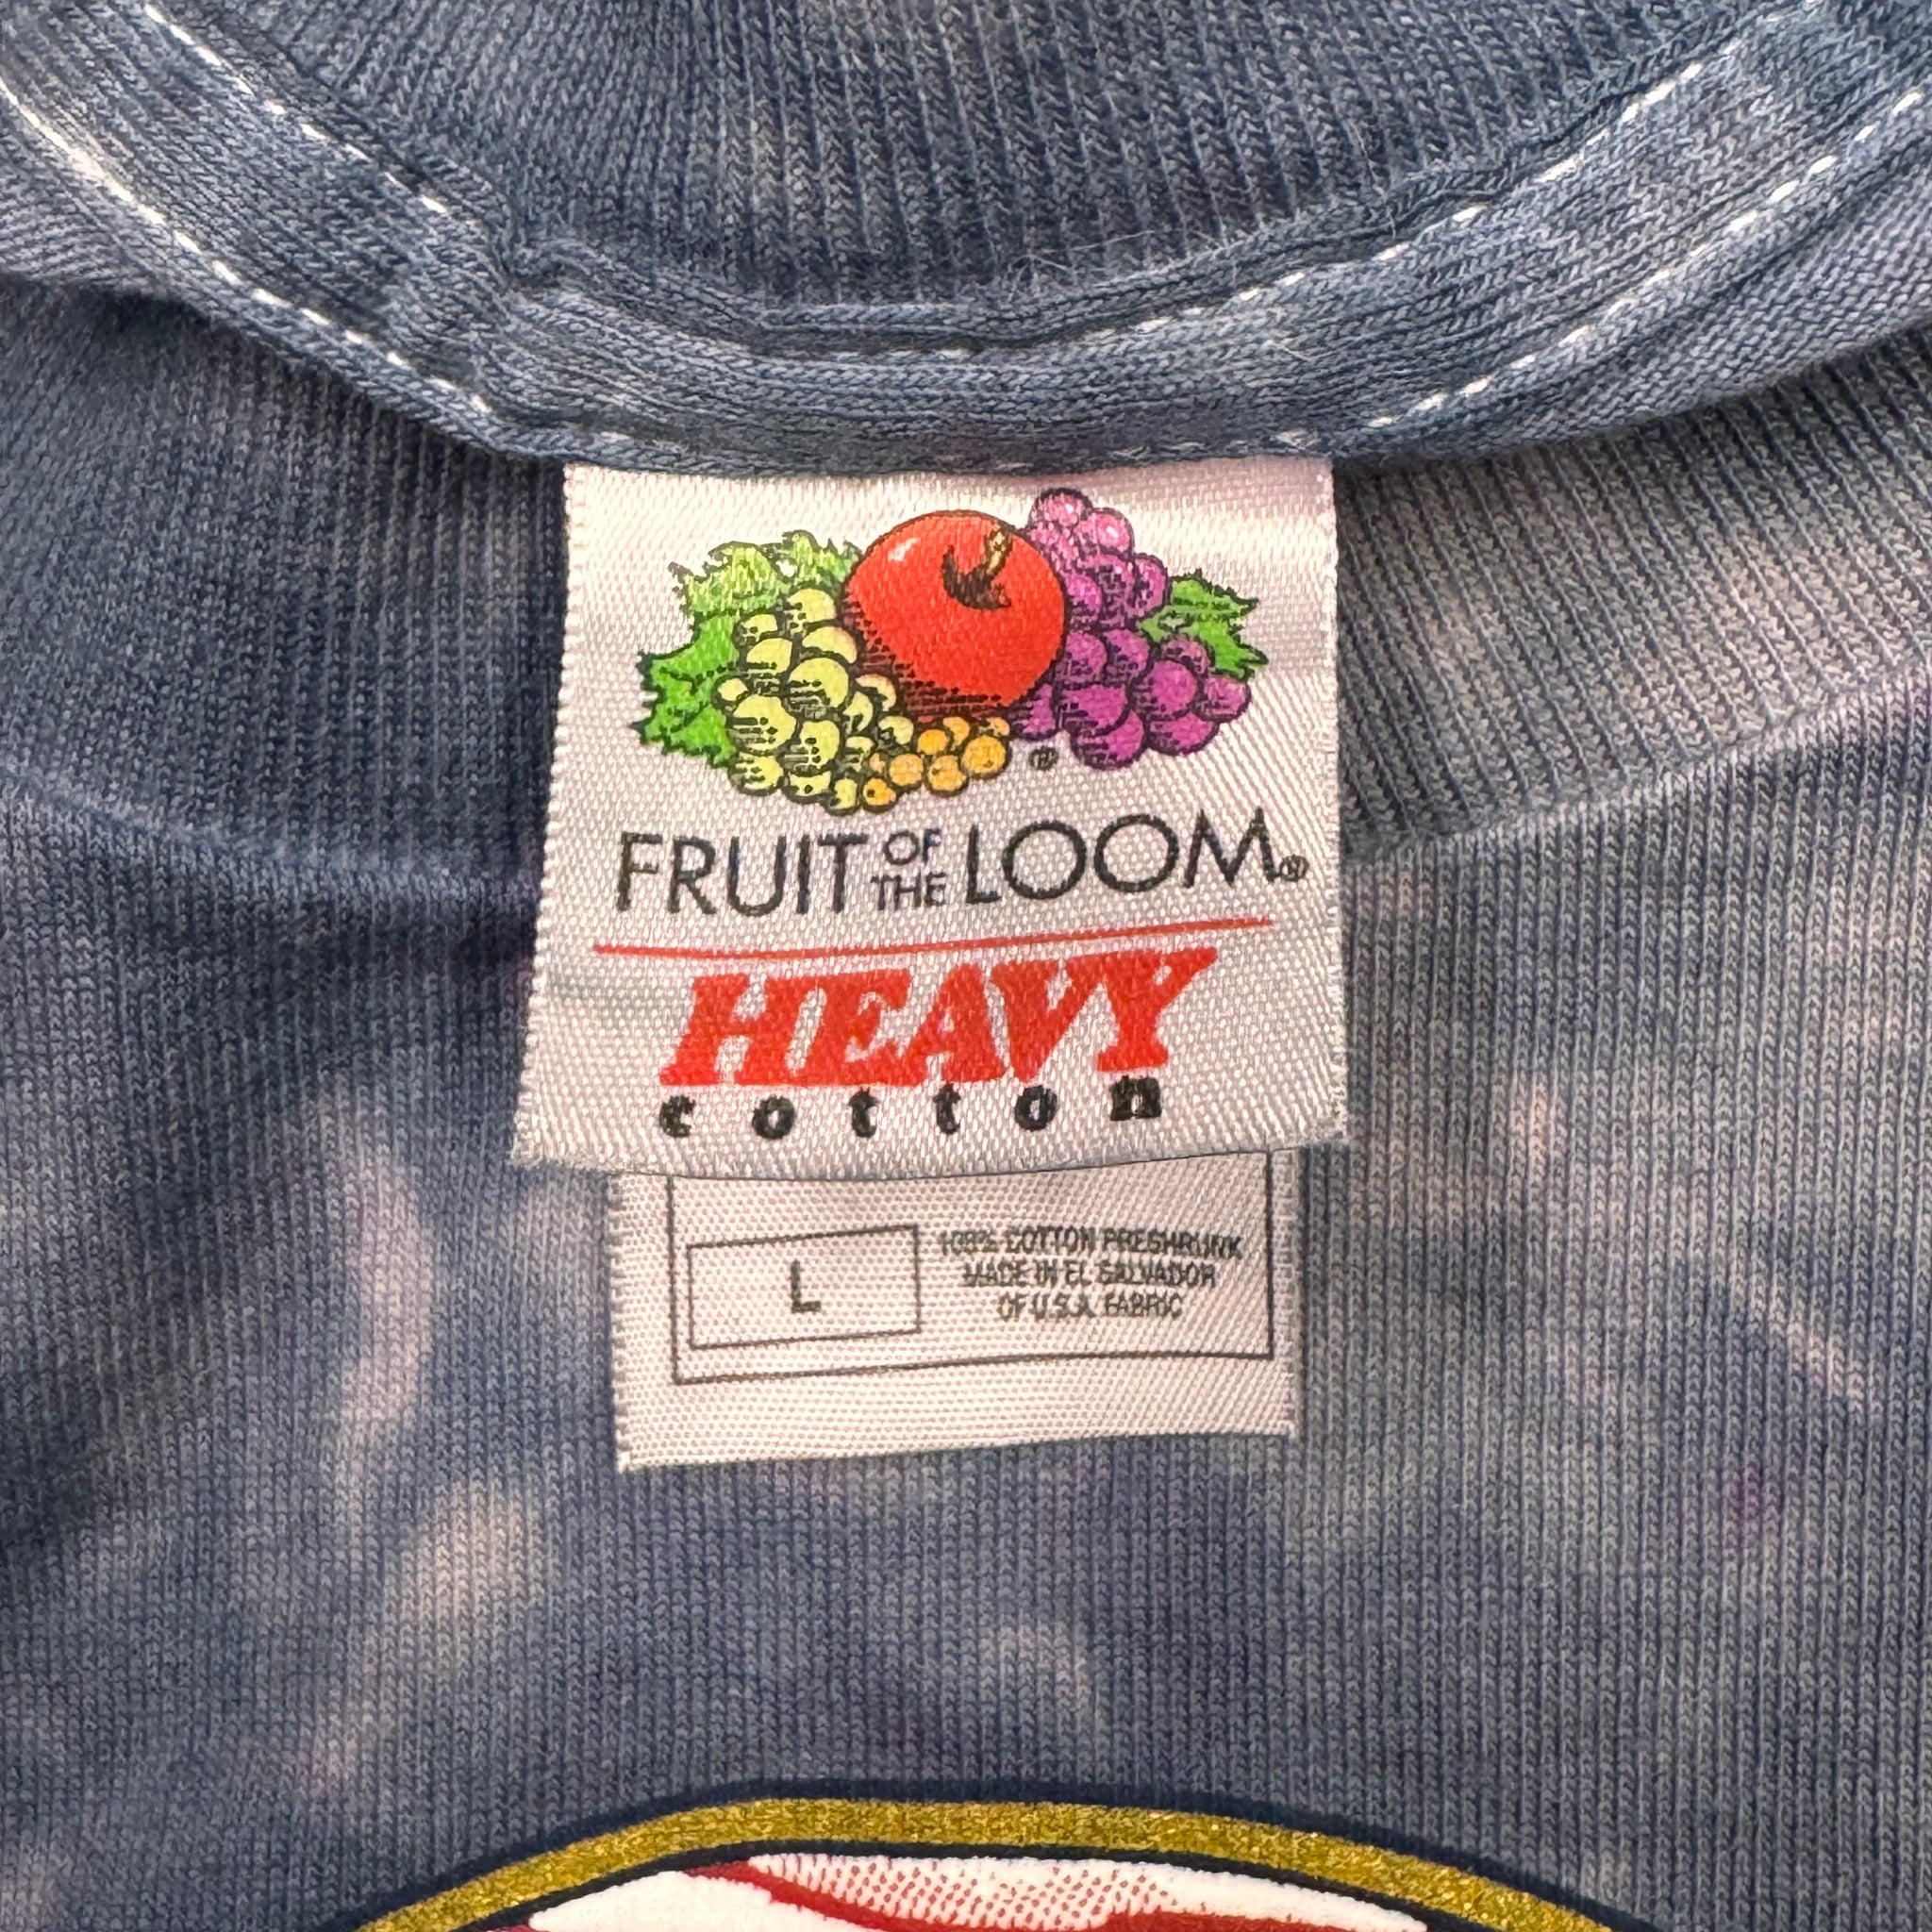 ®
FRUIT OF THE LOOM®
HEAVY
cotton
L
100% COTTON PRESHRUNK
MADE IN EL SALVADOR
OF U.S.A. FABRIC